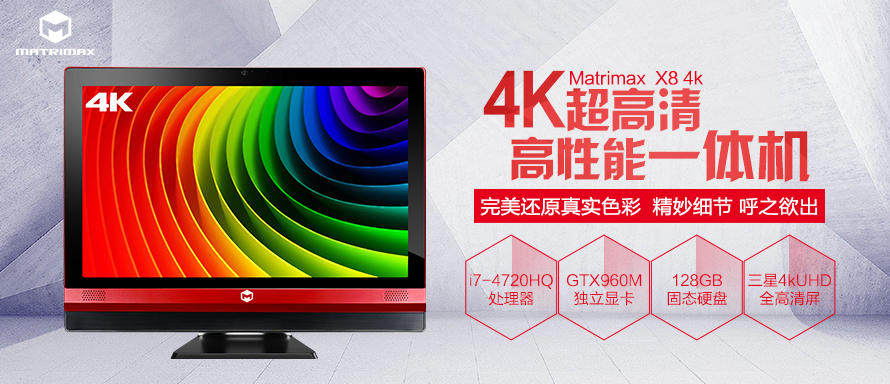 MATRIMAX
4K
Matrimax X8 4k
4K超高清
高性能一体机
完美还原真实色彩 精妙细节 呼之欲出
i7-4720HQ
处理器
GTX960M
独立显卡
128GB
固态硬盘
三星4kUHD
全高清屏